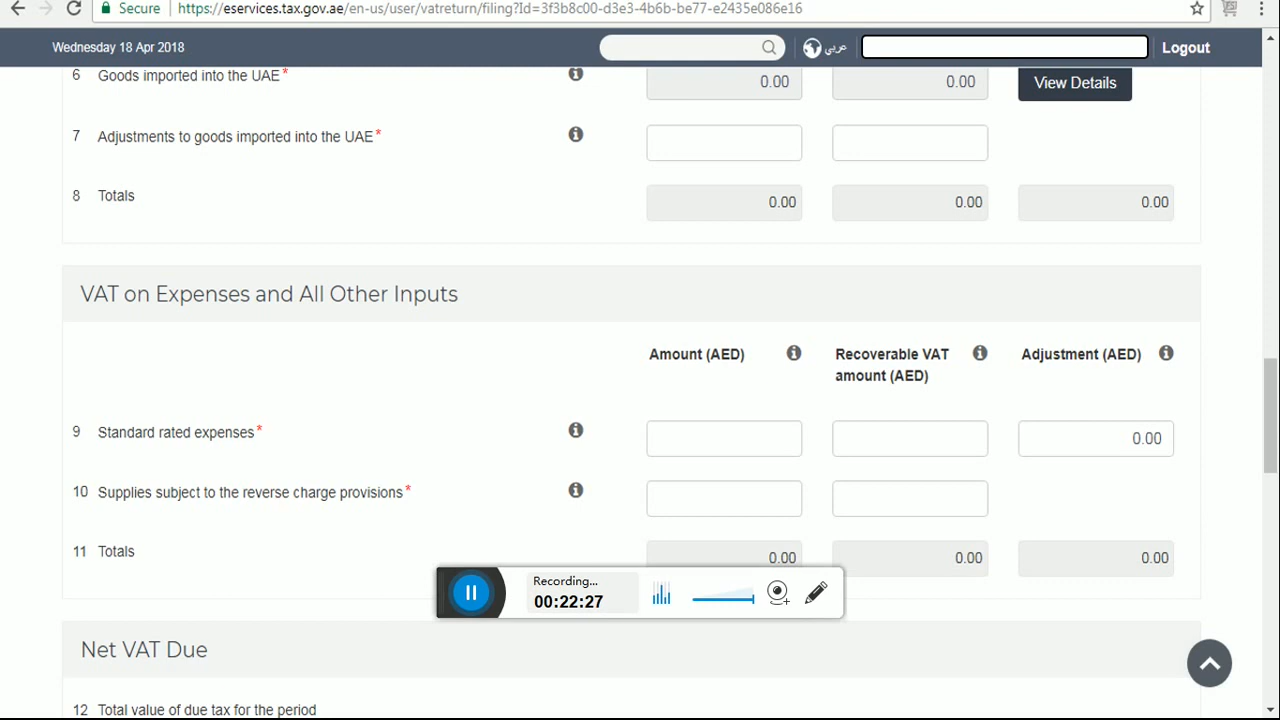 Secure https://eservices.tax.gov.ae/en-us/user/vatreturn/filing?Id=3f3b8c00-d3e3-4b6b-be77-e2435e086e16
Wednesday 18 Apr 2018 عربي Logout
6 Goods imported into the UAE* 0.00 0.00 View Details
7 Adjustments to goods imported into the UAE*
8 Totals 0.00 0.00 0.00
VAT on Expenses and All Other Inputs
Amount (AED) Recoverable VAT Adjustment (AED)
amount (AED)
9 Standard rated expenses* 0.00
10 Supplies subject to the reverse charge provisions*
11 Totals 0.00 0.00 0.00
Recording...
00:22:27
Net VAT Due
12 Total value of due tax for the period